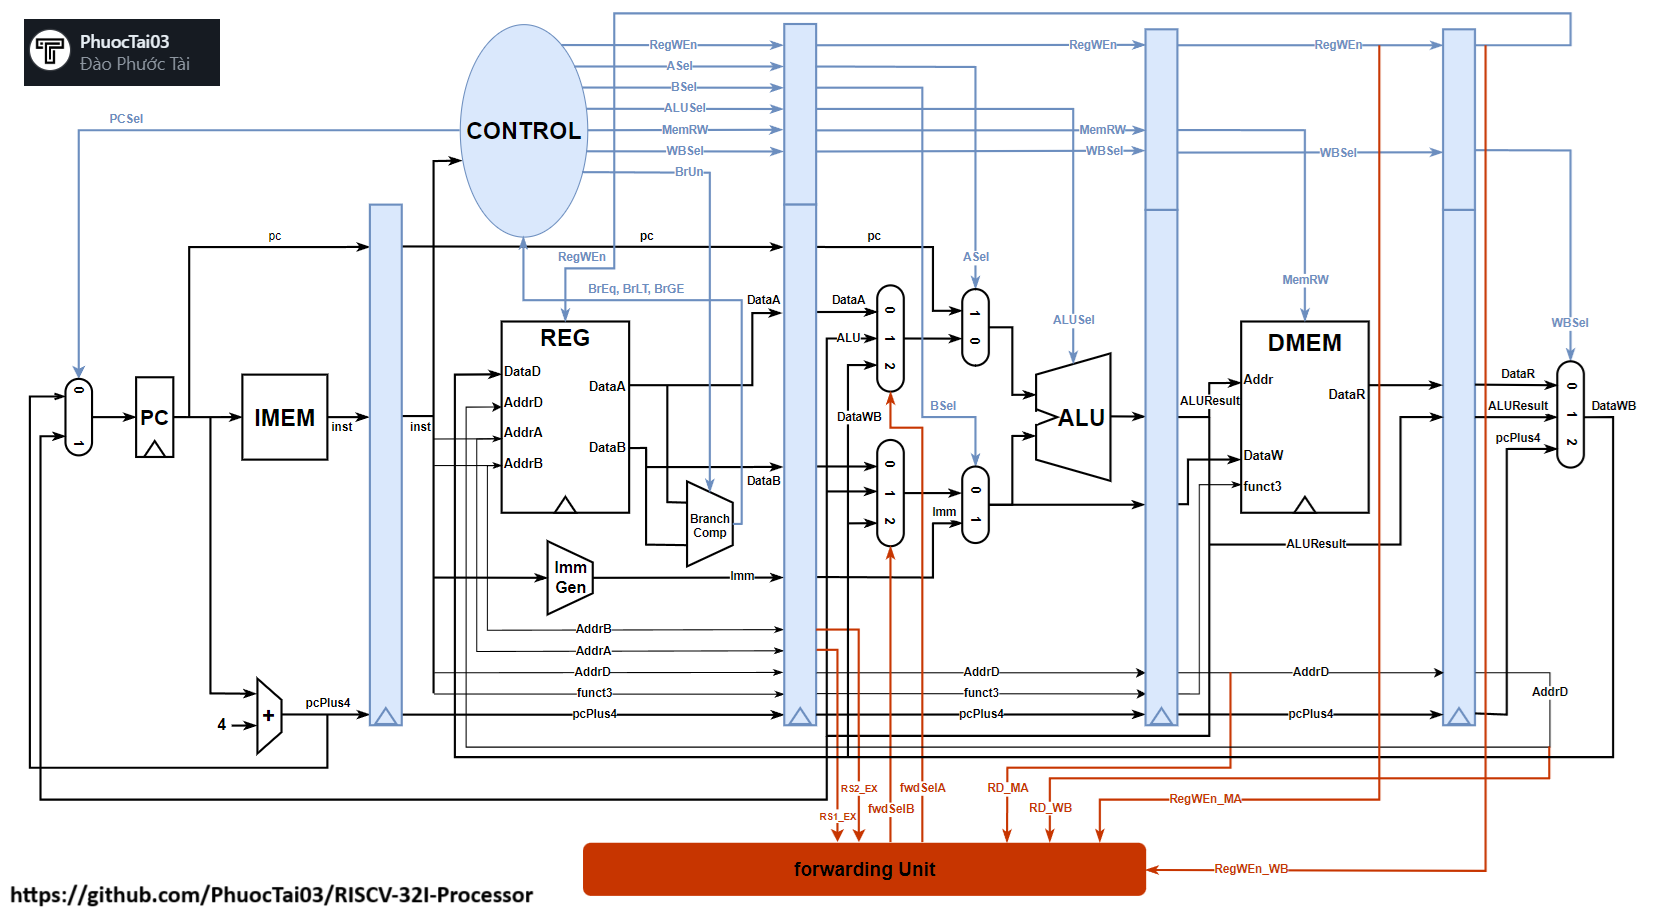 PhuocTai03
Đào Phước Tài
CONTROL
PCSel
RegWEn
ASel
BSel
ALUSel
MemRW
WBSel
BrUn
RegWEn
MemRW
WBSel
RegWEn
WBSel
pc
pc
pc
RegWEn
BrEq, BrLT, BrGE
ASel
ALUSel
BSel
MemRW
WBSel
0
1
PC
IMEM
inst
inst
REG
DataD
AddrD
AddrA
AddrB
DataA
DataB
DataA
DataB
Branch
Comp
Imm
Gen
Imm
AddrB
AddrA
AddrD
funct3
pcPlus4
4
+
pcPlus4
DataA
ALU
DataWB
0
1
2
0
1
2
1
0
Imm
0
1
ALU
AddrD
funct3
pcPlus4
ALUResult
DMEM
Addr
DataR
DataW
funct3
ALUResult
AddrD
pcPlus4
DataR
ALUResult
pcPlus4
0
1
2
DataWB
AddrD
RS2_EX
RS1_EX
fwdSelB
fwdSelA
RD_MA
RD_WB
RegWEn_MA
RegWEn_WB
forwarding Unit
https://github.com/PhuocTai03/RISCV-32I-Processor